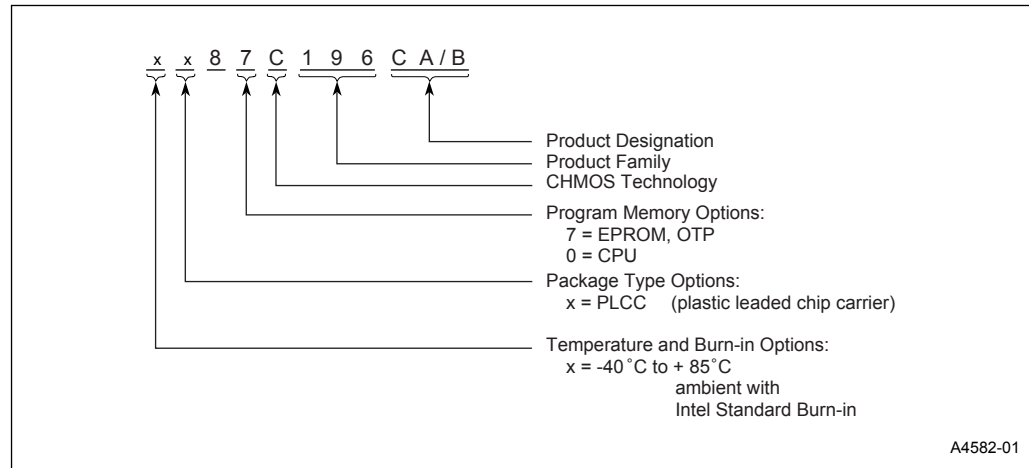 x x 8 7 C 1 9 6 C A / B
Product Designation
Product Family
CHMOS Technology
Program Memory Options:
7 = EPROM, OTP
0 = CPU
Package Type Options:
x = PLCC (plastic leaded chip carrier)
Temperature and Burn-in Options:
x = -40˚C to + 85˚C
ambient with
Intel Standard Burn-in
A4582-01